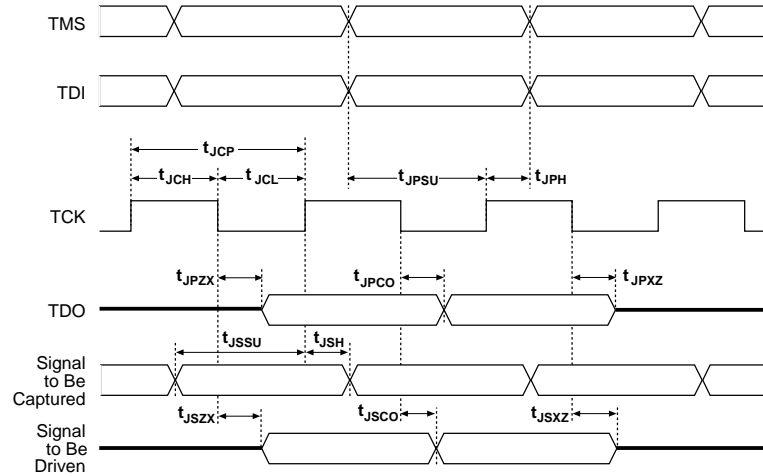 TMS
TDI
tJCP
tJCH
tJCL
tJPSU
tJPH
TCK
tJPZX
tJPCO
tJPXZ
TDO
tJSSU
tJSH
Signal
to Be
Captured
tJSZX
tJSCO
tJSXZ
Signal
to Be
Driven